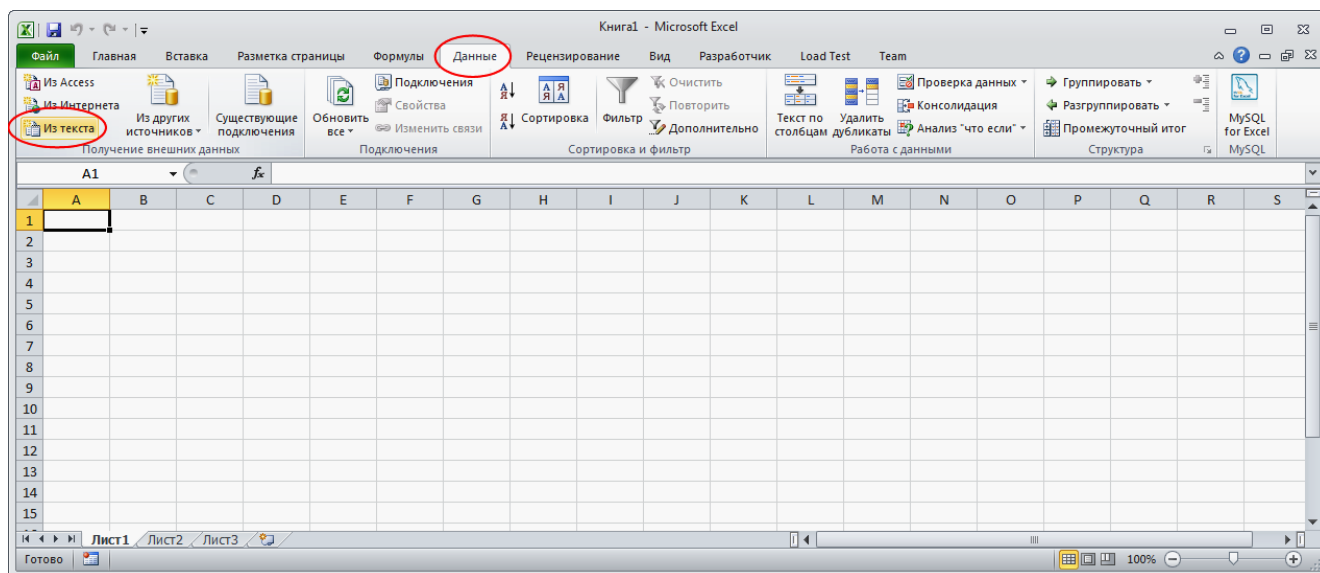 Книга1 - Microsoft Excel
Файл Главная Вставка Разметка страницы Формулы Данные Рецензирование Вид Разработчик Load Test Team
Из Access
Из Интернета
Из текста
Из других источников
Существующие подключения
Получение внешних данных
Обновить все
Подключения
Свойства
Изменить связи
Подключения
Сортировка
Фильтр
Очистить
Повторить
Дополнительно
Сортировка и фильтр
Текст по столбцам
Удалить дубликаты
Проверка данных
Консолидация
Анализ "что если"
Работа с данными
Группировать
Разгруппировать
Промежуточный итог
Структура
MySQL for Excel
MySQL
A1 fx
A B C D E F G H I J K L M N O P Q R S
1
2
3
4
5
6
7
8
9
10
11
12
13
14
15
Лист1 Лист2 Лист3
Готово 100%